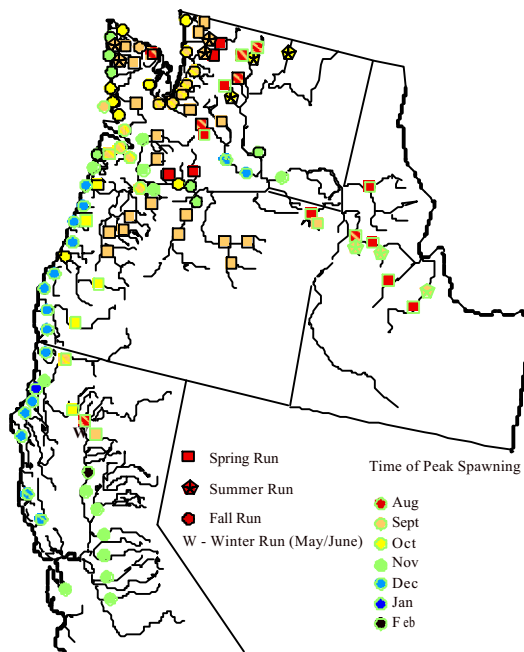 W
Spring Run
Summer Run
Fall Run
W - Winter Run (May/June)
Time of Peak Spawning
Aug
Sept
Oct
Nov
Dec
Jan
Feb